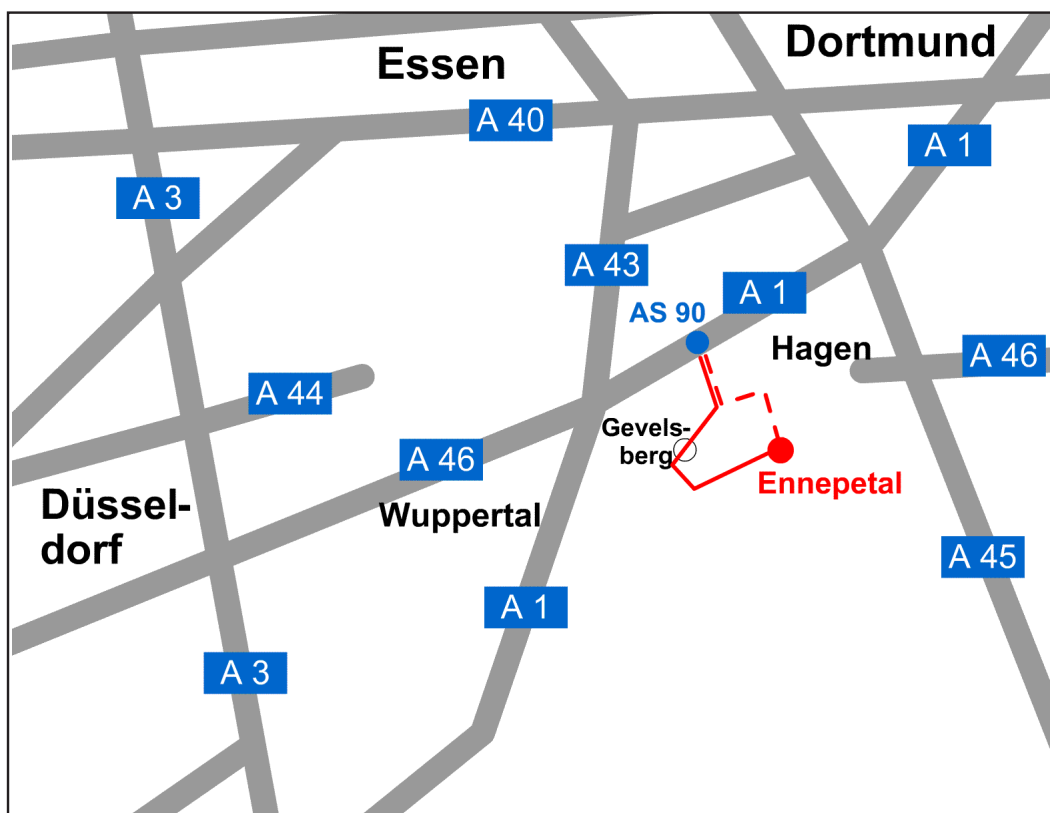 Dortmund
Essen
A 40
A 1
A 3
A 43
A 1
AS 90
Hagen
A 46
A 44
Gevels-
berg
A 46
Ennepetal
Düssel-
dorf
Wuppertal
A 45
A 1
A 3